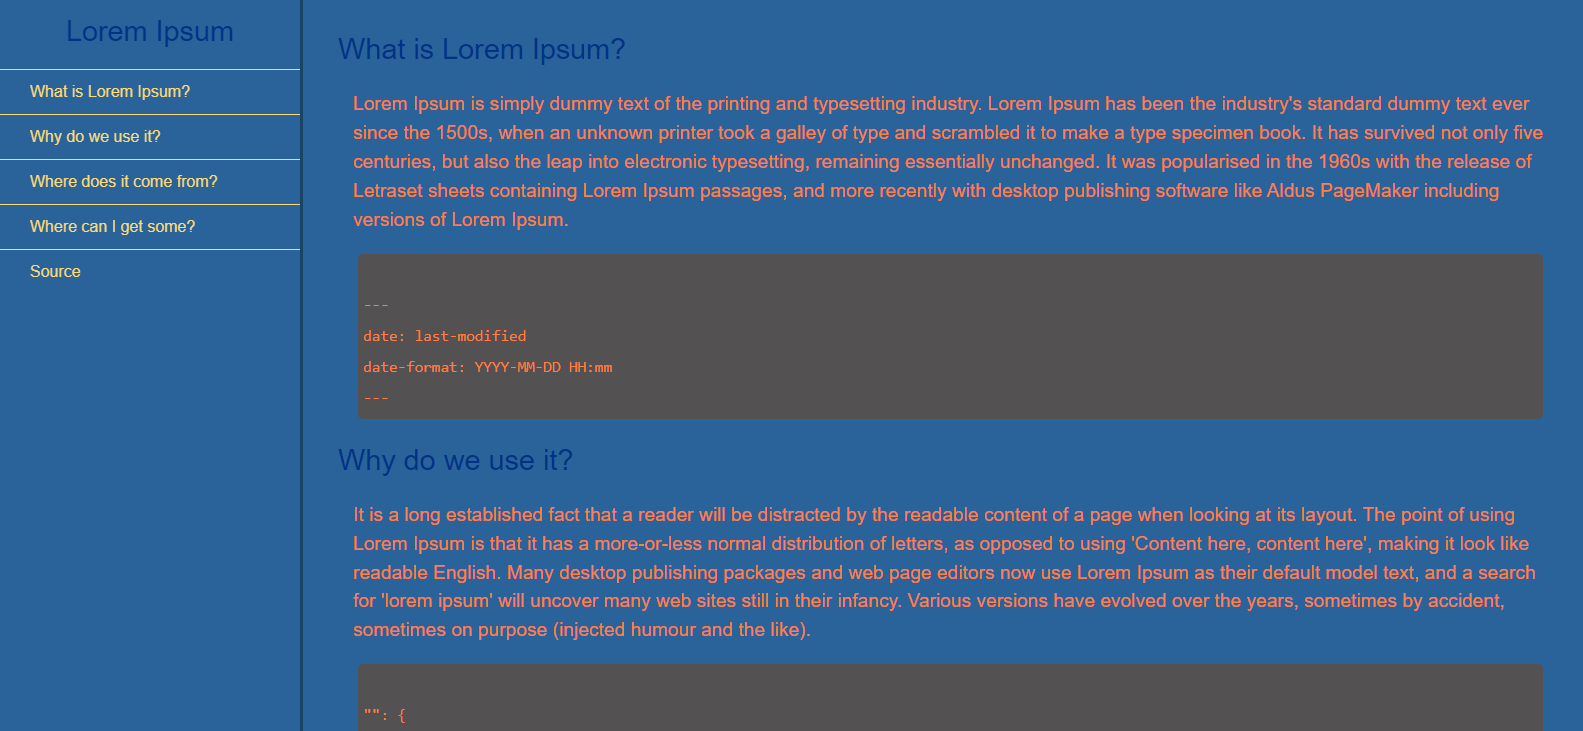 Lorem Ipsum
What is Lorem Ipsum?
Why do we use it?
Where does it come from?
Where can I get some?
Source
What is Lorem Ipsum?
Lorem Ipsum is simply dummy text of the printing and typesetting industry. Lorem Ipsum has been the industry's standard dummy text ever
since the 1500s, when an unknown printer took a galley of type and scrambled it to make a type specimen book. It has survived not only five
centuries, but also the leap into electronic typesetting, remaining essentially unchanged. It was popularised in the 1960s with the release of
Letraset sheets containing Lorem Ipsum passages, and more recently with desktop publishing software like Aldus PageMaker including
versions of Lorem Ipsum.
---
date: last-modified
date-format: YYYY-MM-DD HH:mm
---
Why do we use it?
It is a long established fact that a reader will be distracted by the readable content of a page when looking at its layout. The point of using
Lorem Ipsum is that it has a more-or-less normal distribution of letters, as opposed to using 'Content here, content here', making it look like
readable English. Many desktop publishing packages and web page editors now use Lorem Ipsum as their default model text, and a search
for 'lorem ipsum' will uncover many web sites still in their infancy. Various versions have evolved over the years, sometimes by accident,
sometimes on purpose (injected humour and the like).
"": {